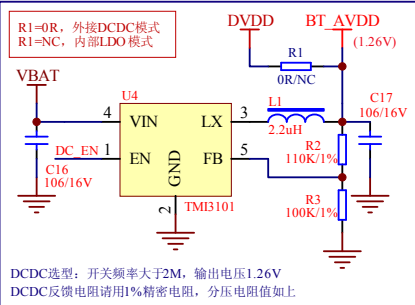 R1=0R，外接DCDC模式
R1=NC，内部LDO模式
DVDD
BT_AVDD
(1.26V)
R1
0R/NC
VBAT
U4
4
VIN
LX
3
L1
2.2uH
C17
106/16V
DC_EN
1
EN
FB
5
R2
110K/1%
C16
106/16V
GND
2
TMI3101
R3
100K/1%
DCDC选型：开关频率大于2M，输出电压1.26V
DCDC反馈电阻请用1%精密电阻，分压电阻值如上